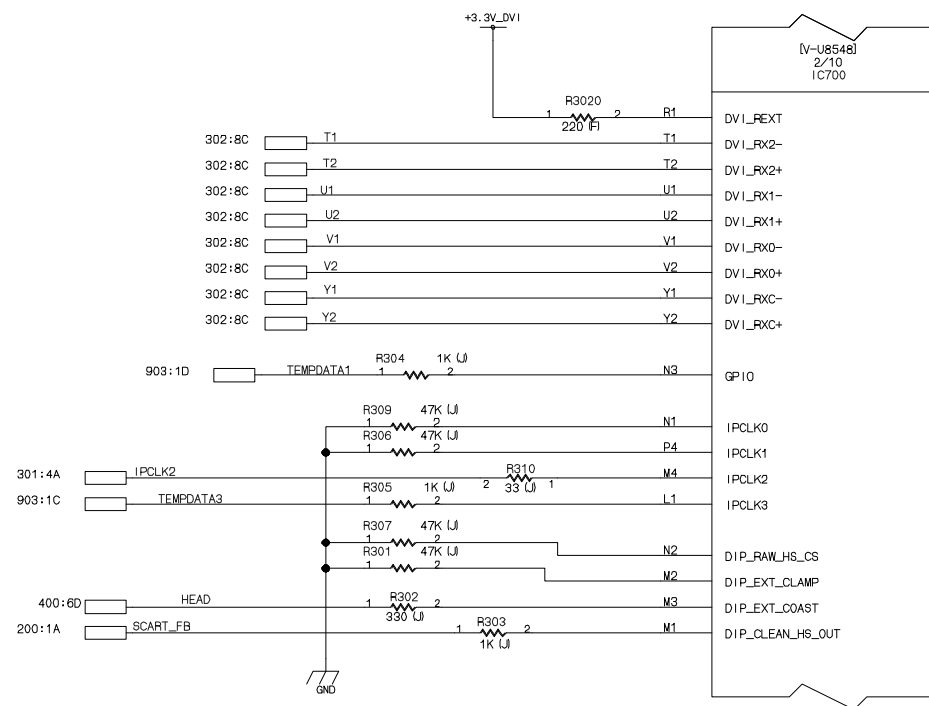 +3.3V_DVI
[V-U8548]
2/10
IC700
R3020
1 2 R1 DVI_REXT
220 (F)
302:8C T1 T1 DVI_RX2-
302:8C T2 T2 DVI_RX2+
302:8C U1 U1 DVI_RX1-
302:8C U2 U2 DVI_RX1+
302:8C V1 V1 DVI_RX0-
302:8C V2 V2 DVI_RX0+
302:8C Y1 Y1 DVI_RXC-
302:8C Y2 Y2 DVI_RXC+
R304 1K (J)
903:1D TEMPDATA1 1 2 N3 GPIO
R309 47K (J)
1 2 N1 IPCLK0
R306 47K (J)
1 2 P4 IPCLK1
301:4A IPCLK2 2 R310 33 (J) 1 M4 IPCLK2
R305 1K (J)
903:1C TEMPDATA3 1 2 L1 IPCLK3
R307 47K (J)
1 2 N2 DIP_RAW_HS_CS
R301 47K (J)
1 2 M2 DIP_EXT_CLAMP
400:6D HEAD 1 R302 2 M3 DIP_EXT_COAST
330 (J)
200:1A SCART_FB 1 R303 2 M1 DIP_CLEAN_HS_OUT
1K (J)
GND